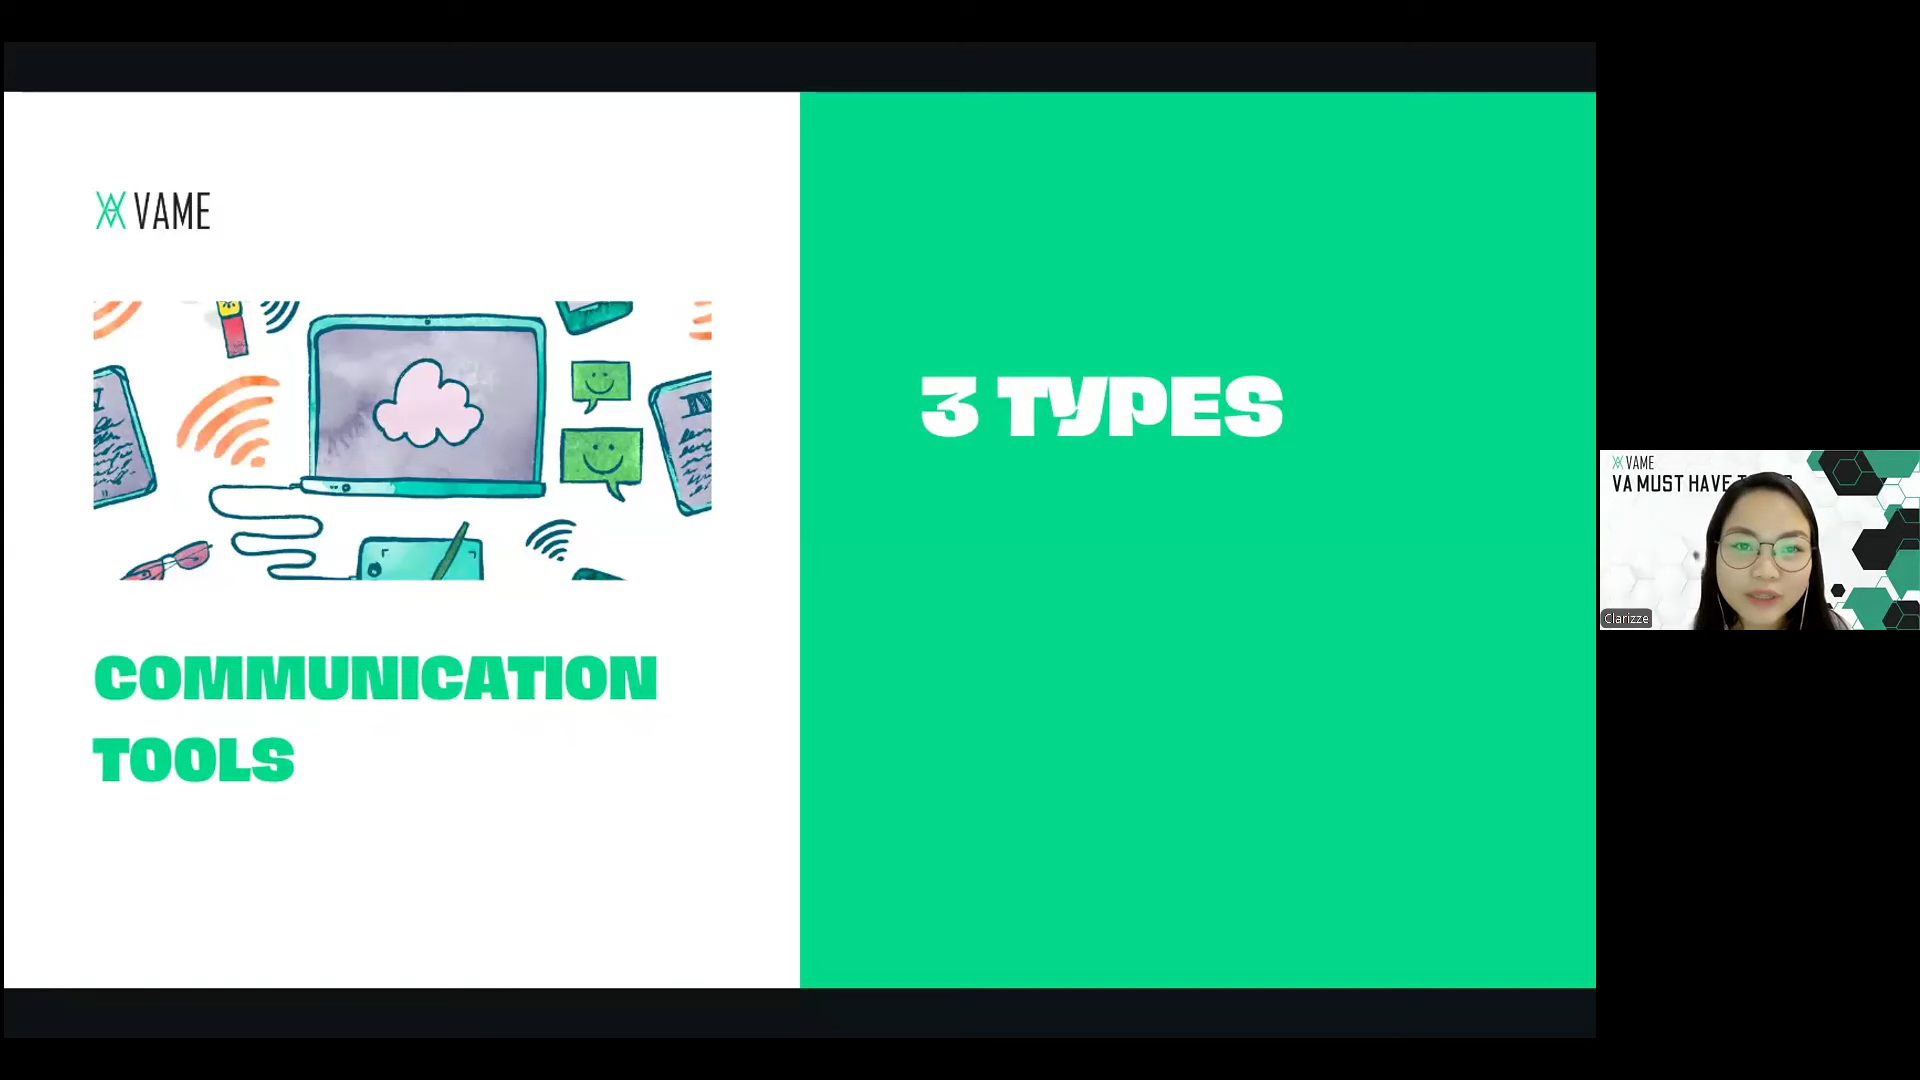 VAME
COMMUNICATION
TOOLS
3 TYPES
VAME
VA MUST HAVE
Clarizze